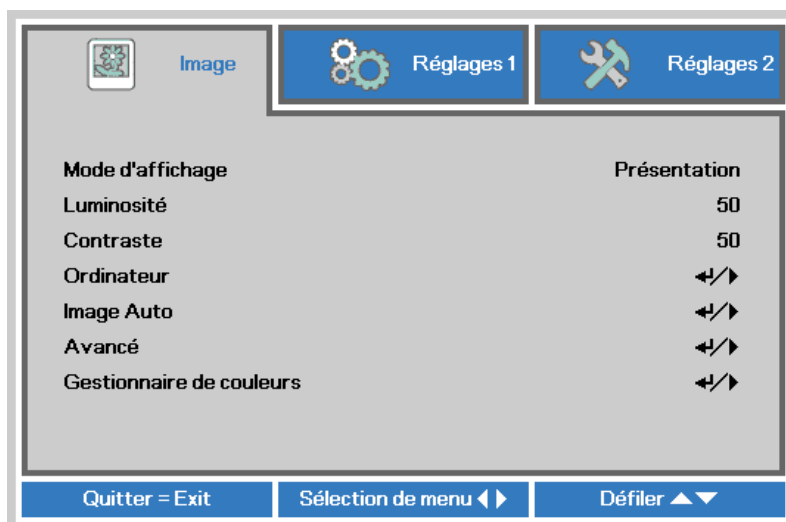 Image
Réglages 1
Réglages 2
Mode d'affichage Présentation
Luminosité 50
Contraste 50
Ordinateur
Image Auto
Avancé
Gestionnaire de couleurs
Quitter = Exit
Sélection de menu
Défiler